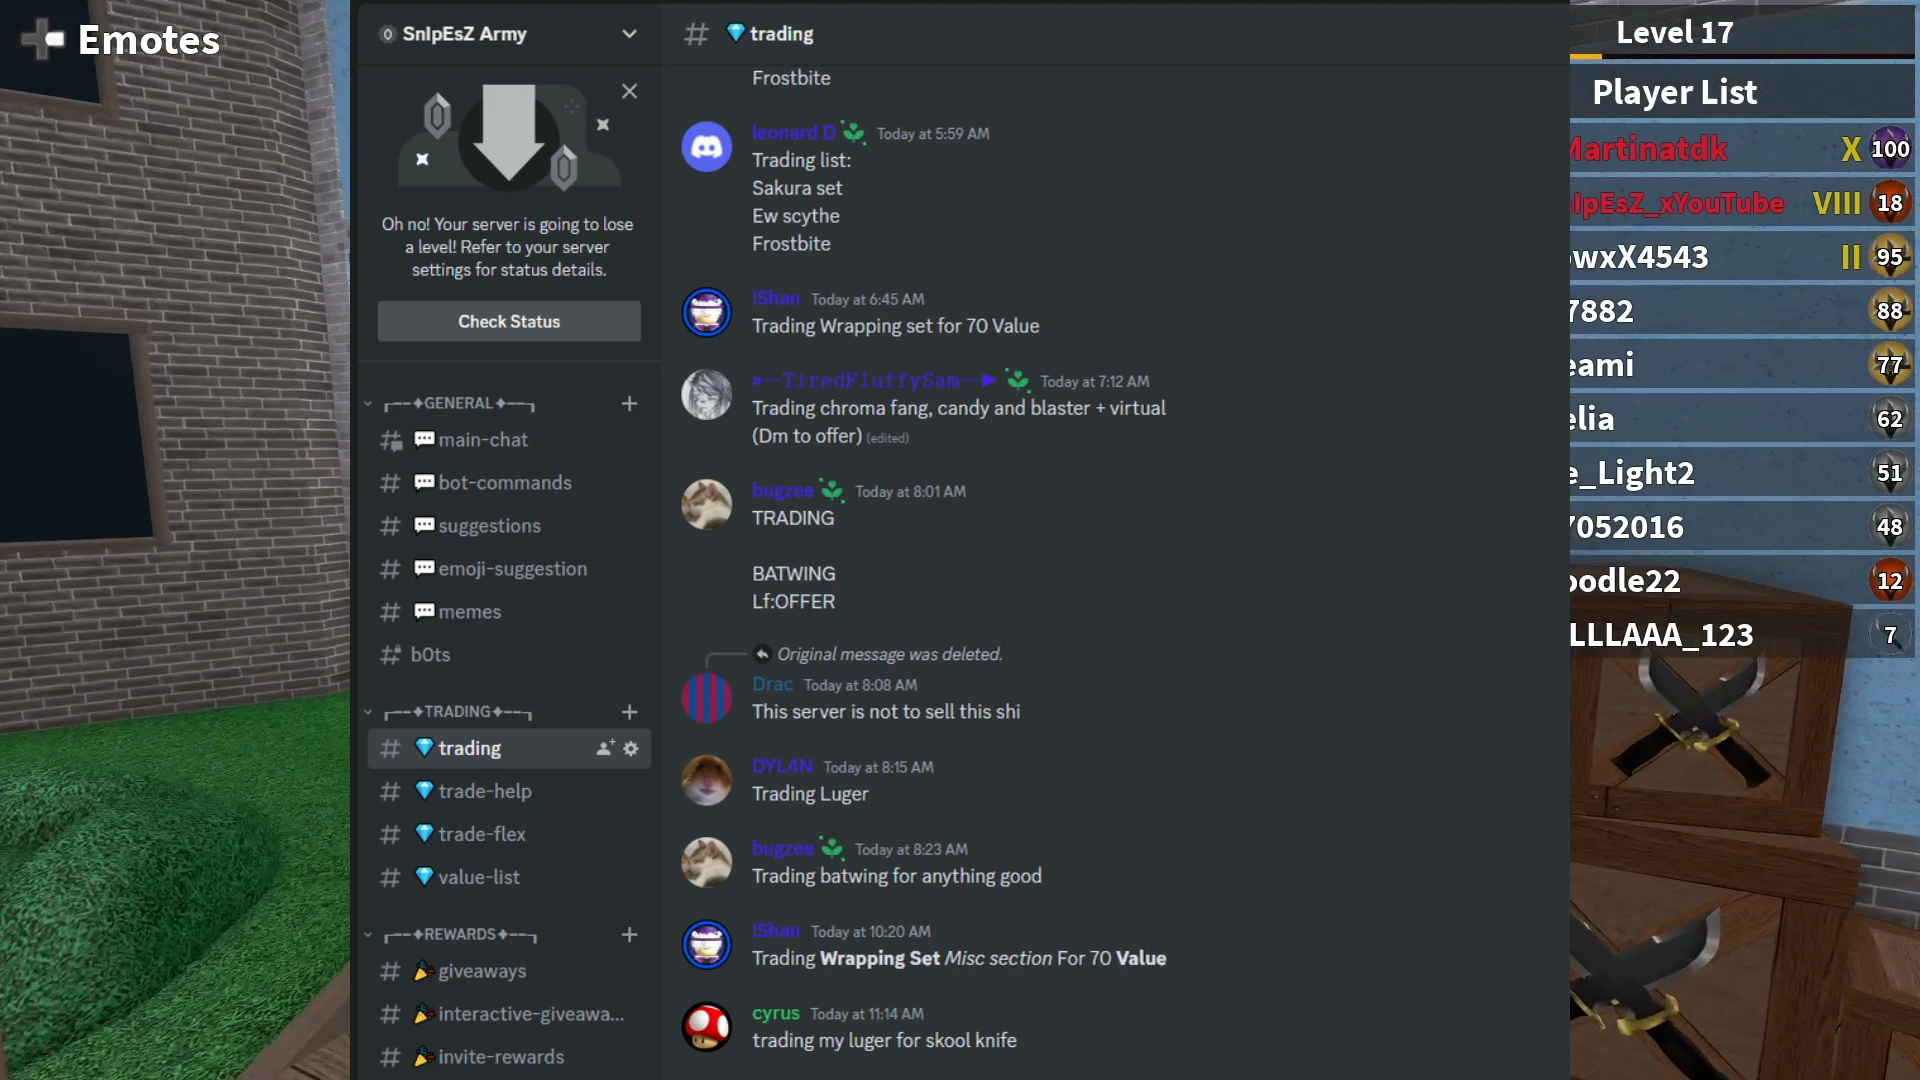 Emotes
SnIpEsZ Army
Oh no! Your server is going to lose
a level! Refer to your server
settings for status details.
Check Status
GENERAL
main-chat
bot-commands
suggestions
emoji-suggestion
memes
b0ts
TRADING
trading
trade-help
trade-flex
value-list
REWARDS
giveaways
interactive-giveawa...
invite-rewards
trading
Frostbite
leonard D Today at 5:59 AM
Trading list:
Sakura set
Ew scythe
Frostbite
!Shan Today at 6:45 AM
Trading Wrapping set for 70 Value
»—TiredFluffySam—► Today at 7:12 AM
Trading chroma fang, candy and blaster + virtual
(Dm to offer) (edited)
bugzee Today at 8:01 AM
TRADING
BATWING
Lf:OFFER
Original message was deleted.
Drac Today at 8:08 AM
This server is not to sell this shi
DYL4N Today at 8:15 AM
Trading Luger
bugzee Today at 8:23 AM
Trading batwing for anything good
!Shan Today at 10:20 AM
Trading Wrapping Set Misc section For 70 Value
cyrus Today at 11:14 AM
trading my luger for skool knife
Level 17
Player List
Martinatdk X 100
nIpEsZ_xYouTube VIII 18
owxX4543 II 95
7882 88
eami 77
elia 62
e_Light2 51
7052016 48
oodle22 12
LLLAAA_123 7